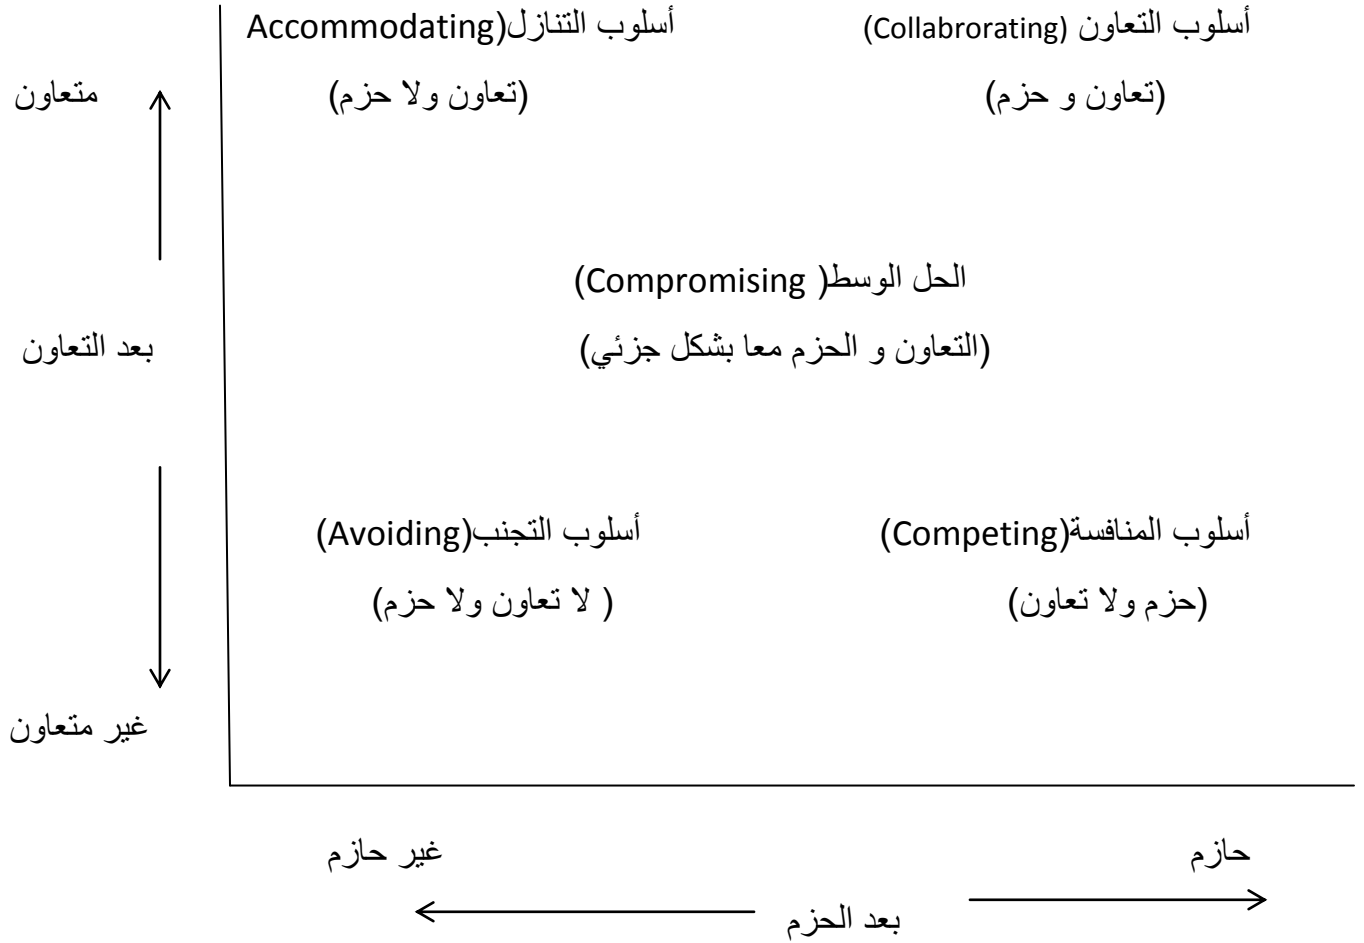 أسلوب التعاون (Collabrorating)
أسلوب التنازل(Accommodating
(تعاون و حزم)
(تعاون ولا حزم)
متعاون
الحل الوسط( Compromising)
(التعاون و الحزم معا بشكل جزئي)
بعد التعاون
أسلوب المنافسة(Competing)
أسلوب التجنب(Avoiding)
(حزم ولا تعاون)
( لا تعاون ولا حزم)
غير متعاون
حازم
غير حازم
بعد الحزم